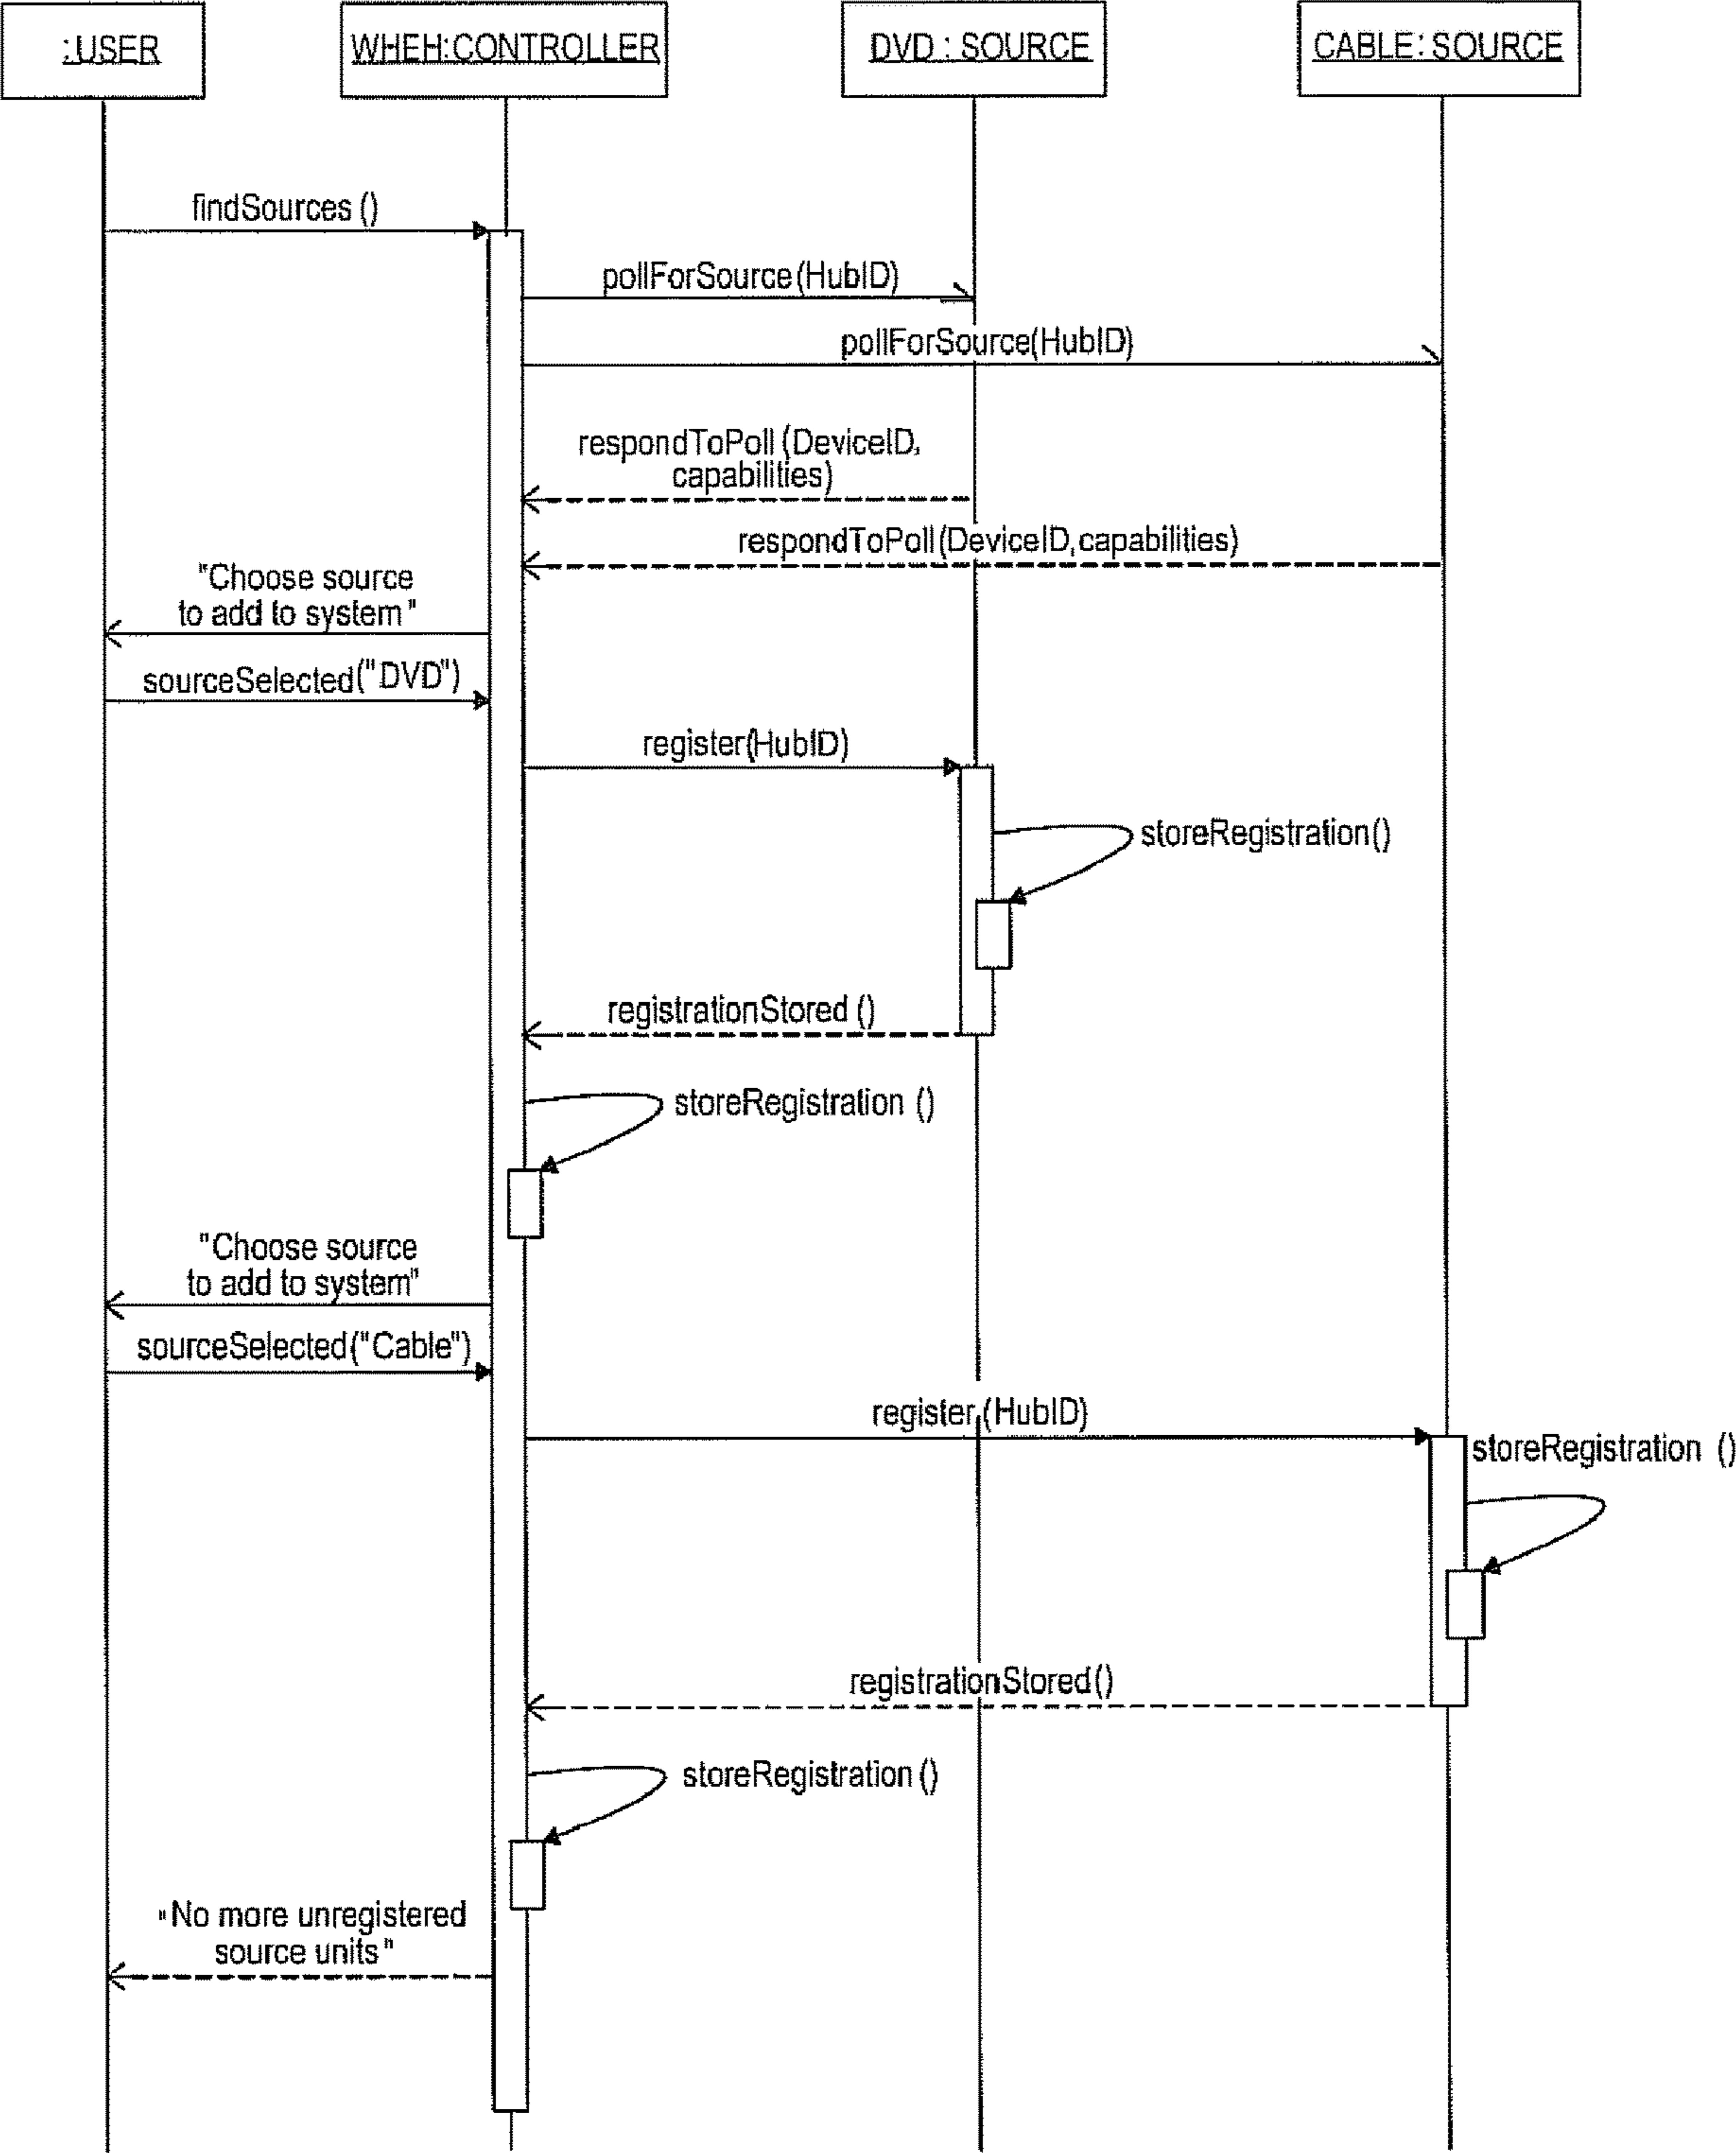 :USER
WHEH:CONTROLLER
DVD : SOURCE
CABLE: SOURCE
findSources ()
pollForSource (HubID)
pollForSource(HubID)
respondToPoll (DeviceID,
capabilities)
respondToPoll (DeviceID, capabilities)
"Choose source
to add to system "
sourceSelected ("DVD")
register(HubID)
storeRegistration ()
registrationStored ()
storeRegistration ()
"Choose source
to add to system"
sourceSelected ("Cable")
register (HubID)
storeRegistration ()
registrationStored ()
storeRegistration ()
"No more unregistered
source units "